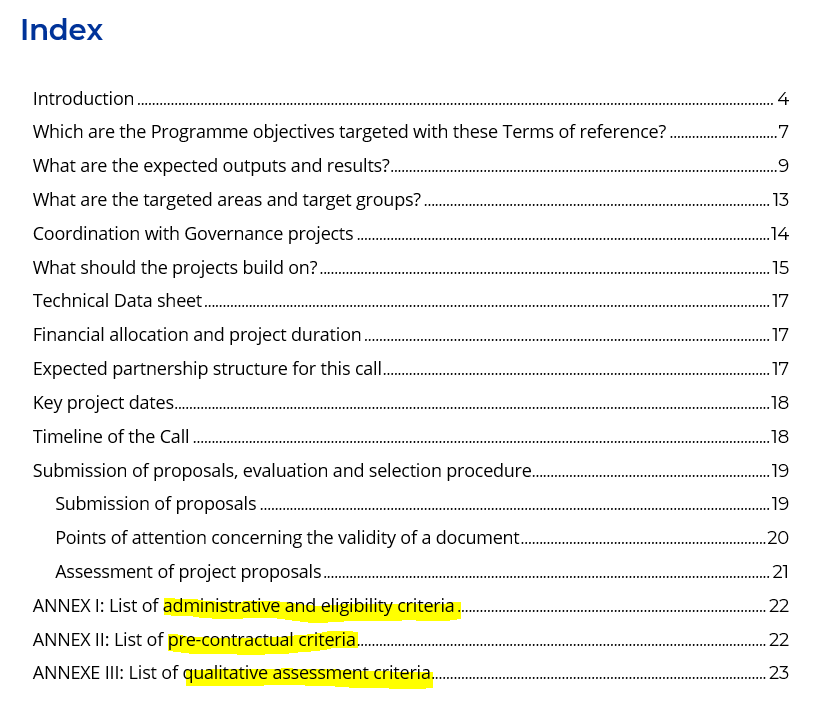 Index
Introduction 4
Which are the Programme objectives targeted with these Terms of reference? 7
What are the expected outputs and results? 9
What are the targeted areas and target groups? 13
Coordination with Governance projects 14
What should the projects build on? 15
Technical Data sheet 17
Financial allocation and project duration 17
Expected partnership structure for this call 17
Key project dates 18
Timeline of the Call 18
Submission of proposals, evaluation and selection procedure 19
Submission of proposals 19
Points of attention concerning the validity of a document 20
Assessment of project proposals 21
ANNEX I: List of administrative and eligibility criteria 22
ANNEX II: List of pre-contractual criteria 22
ANNEXE III: List of qualitative assessment criteria 23